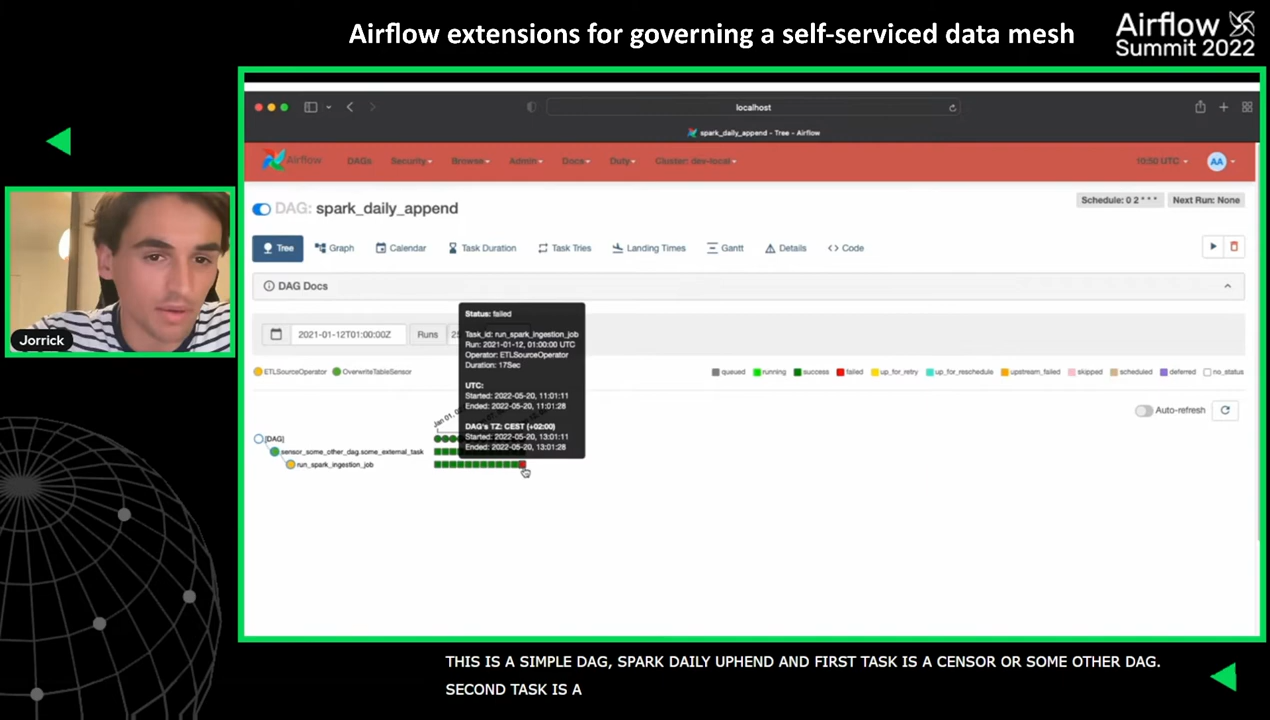 Airflow extensions for governing a self-serviced data mesh
Airflow
Summit 2022
localhost
spark_daily_append - Tree - Airflow
Airflow DAGs Security Browse Admin Docs Duty Cluster: dev-local 10:50 UTC AA
DAG: spark_daily_append
Schedule: 0 2 * * * Next Run: None
Tree Graph Calendar Task Duration Task Tries Landing Times Gantt Details Code
DAG Docs
Status: failed
Task_id: run_spark_ingestion_job
Run: 2021-01-12, 01:00:00 UTC
Operator: ETLSourceOperator
Duration: 17Sec
UTC:
Started: 2022-05-20, 11:01:11
Ended: 2022-05-20, 11:01:28
DAG's TZ: CEST (+02:00)
Started: 2022-05-20, 13:01:11
Ended: 2022-05-20, 13:01:28
2021-01-12T01:00:00Z Runs
ETLSourceOperator OverwriteTableSensor
queued running success failed up_for_retry up_for_reschedule upstream_failed skipped scheduled deferred no_status
Auto-refresh
Jan 01,
[DAG]
sensor_some_other_dag.some_external_task
run_spark_ingestion_job
Jorrick
THIS IS A SIMPLE DAG, SPARK DAILY UPHEND AND FIRST TASK IS A CENSOR OR SOME OTHER DAG.
SECOND TASK IS A